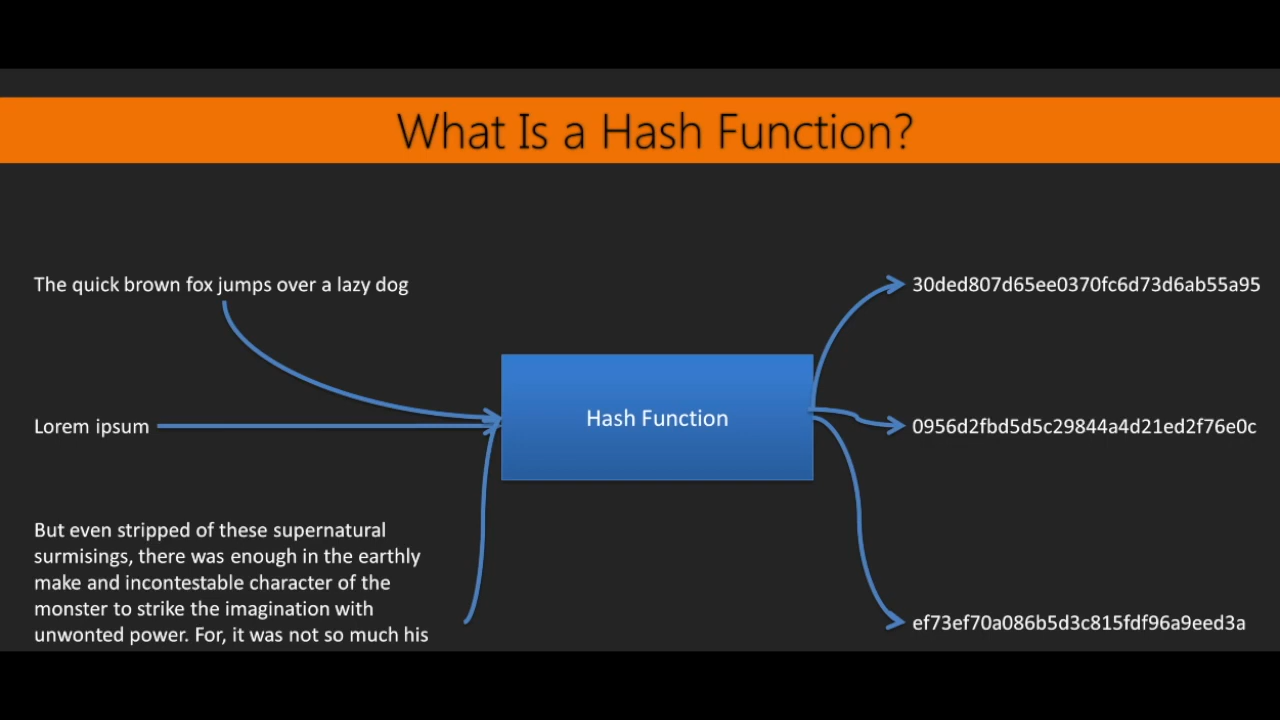 What Is a Hash Function?
The quick brown fox jumps over a lazy dog
30ded807d65ee0370fc6d73d6ab55a95
Hash Function
Lorem ipsum
0956d2fbd5d5c29844a4d21ed2f76e0c
But even stripped of these supernatural
surmisings, there was enough in the earthly
make and incontestable character of the
monster to strike the imagination with
unwonted power. For, it was not so much his
ef73ef70a086b5d3c815fdf96a9eed3a